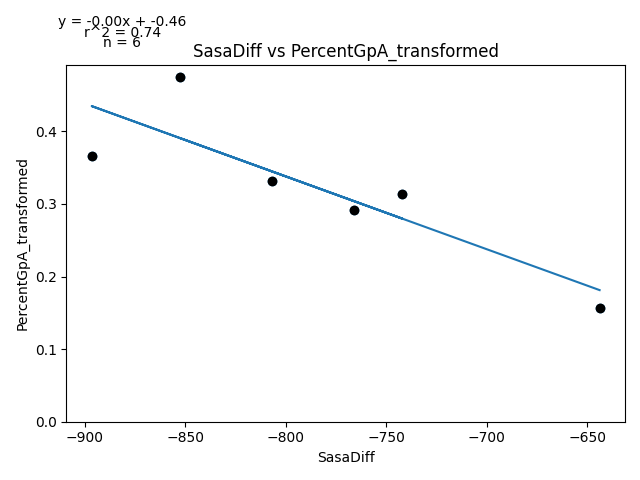 y = -0.00x + -0.46
r^2 = 0.74
n = 6
SasaDiff vs PercentGpA_transformed
PercentGpA_transformed
0.4
0.3
0.2
0.1
0.0
−900 −850 −800 −750 −700 −650
SasaDiff